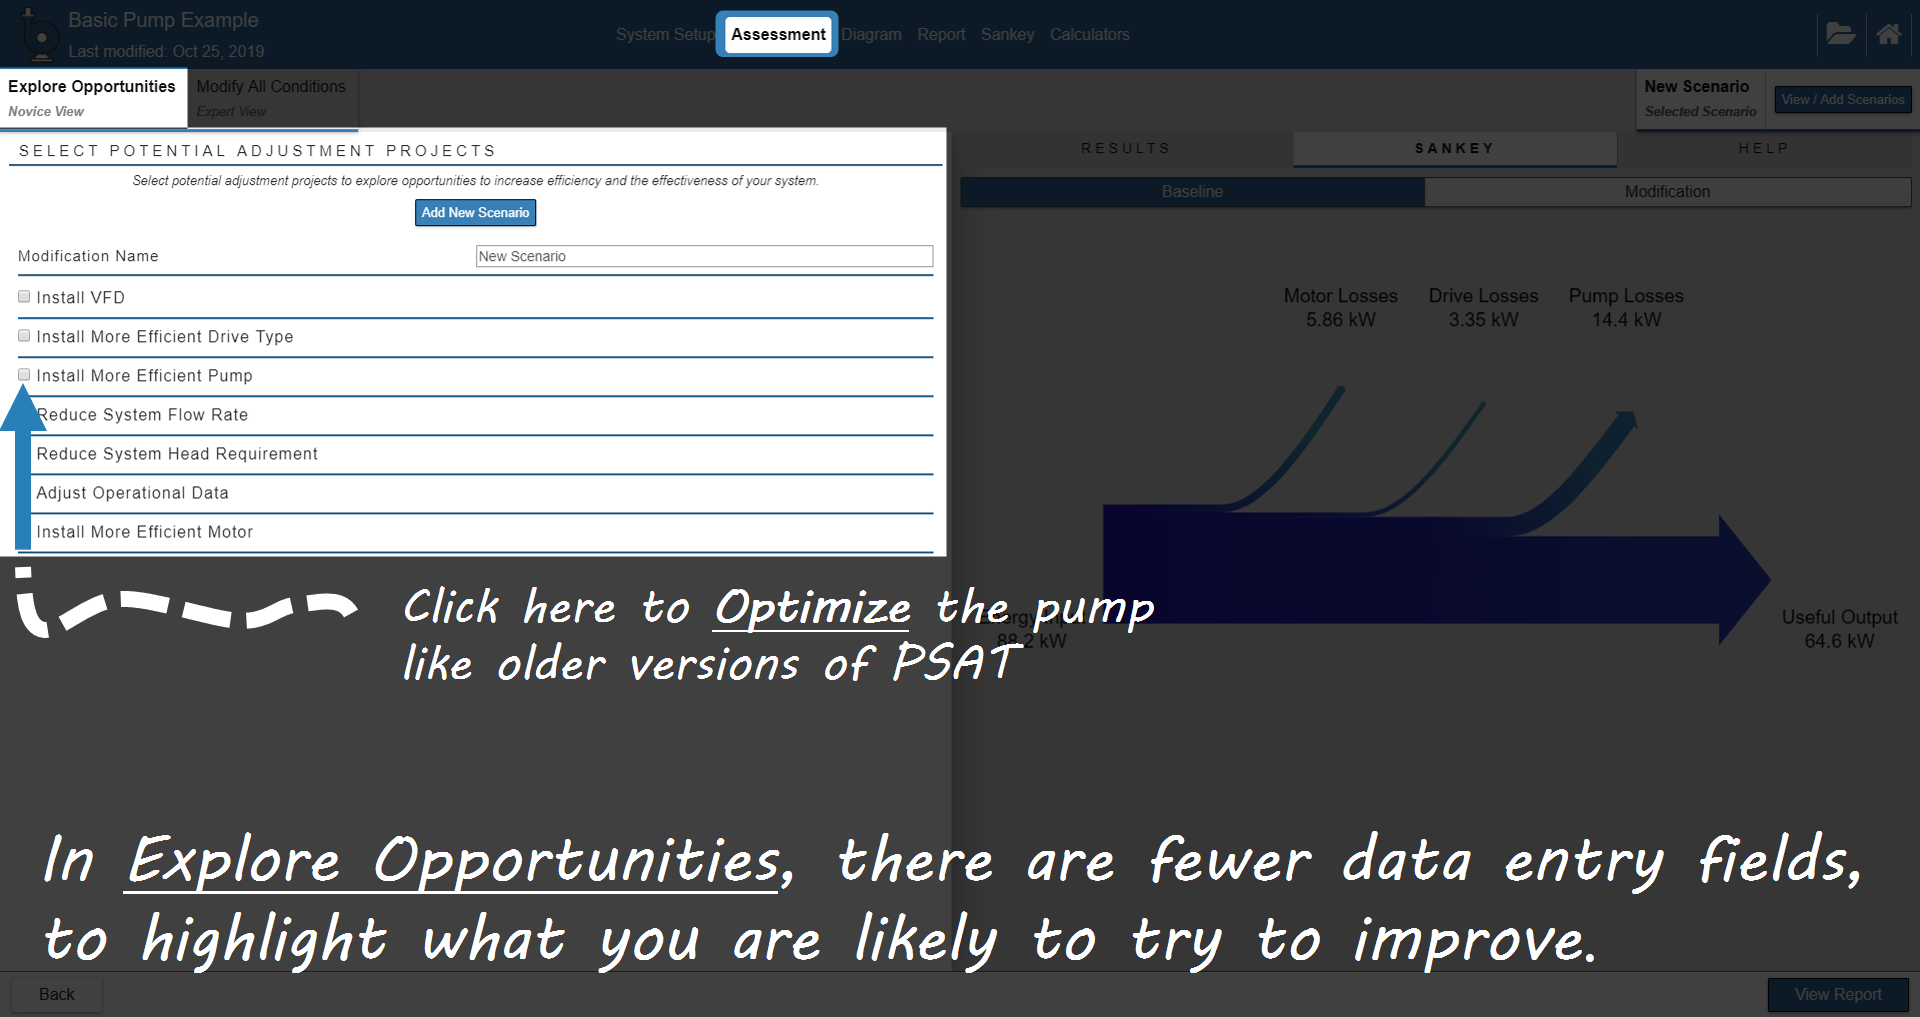 Basic Pump Example
Last modified: Oct 25, 2019
System Setup Assessment Diagram Report Sankey Calculators
Explore Opportunities
Novice View
Modify All Conditions
Expert View
New Scenario
Selected Scenario
View / Add Scenarios
SELECT POTENTIAL ADJUSTMENT PROJECTS
Select potential adjustment projects to explore opportunities to increase efficiency and the effectiveness of your system.
Add New Scenario
Modification Name New Scenario
Install VFD
Install More Efficient Drive Type
Install More Efficient Pump
Reduce System Flow Rate
Reduce System Head Requirement
Adjust Operational Data
Install More Efficient Motor
RESULTS SANKEY HELP
Baseline Modification
Motor Losses
5.86 kW
Drive Losses
3.35 kW
Pump Losses
14.4 kW
88.2 kW
Useful Output
64.6 kW
Click here to Optimize the pump
like older versions of PSAT
In Explore Opportunities, there are fewer data entry fields,
to highlight what you are likely to try to improve.
Back View Report